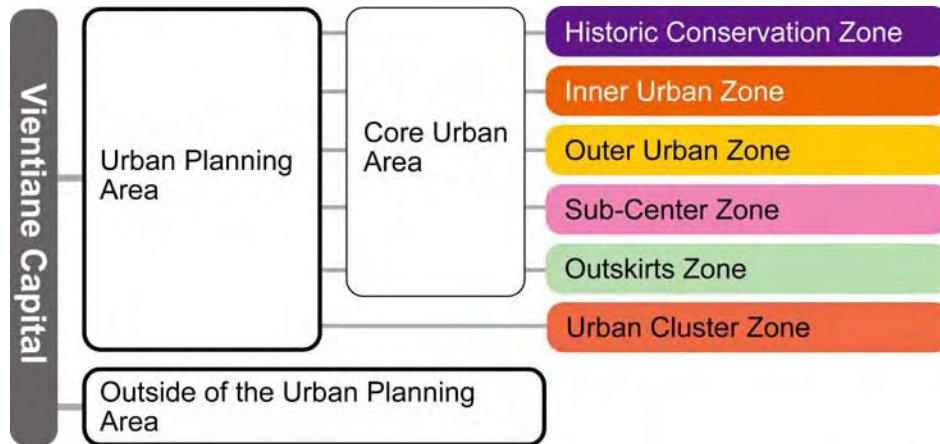 Vientiane Capital
Urban Planning
Area
Core Urban
Area
Historic Conservation Zone
Inner Urban Zone
Outer Urban Zone
Sub-Center Zone
Outskirts Zone
Urban Cluster Zone
Outside of the Urban Planning
Area